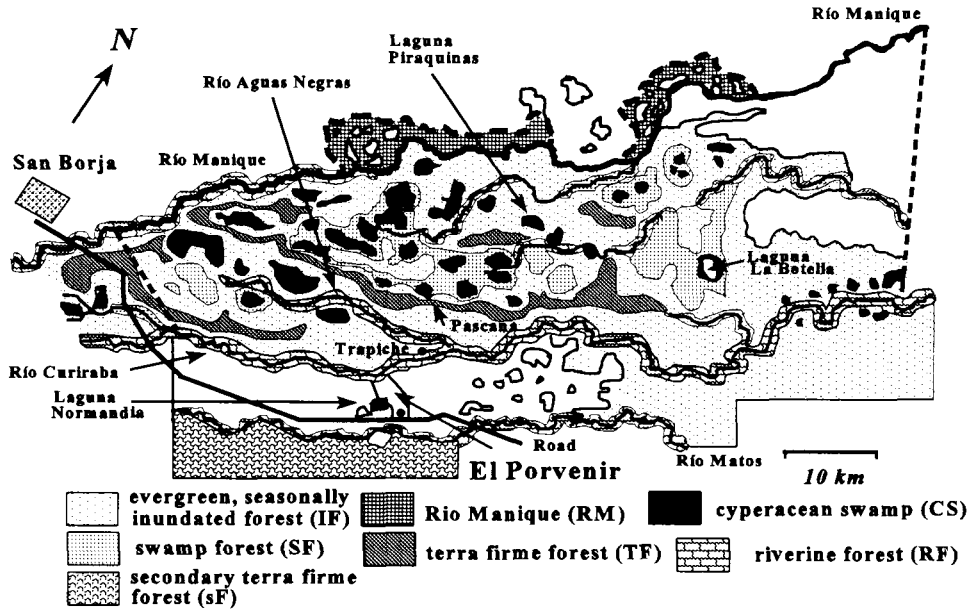 Río Manique
N
Laguna
Piraquinas
Río Aguas Negras
San Borja
Río Manique
Laguna
La Botella
Pascana
Trapiche
Río Curiraba
Laguna
Normandia
Road
El Porvenir
Río Matos
10 km
evergreen, seasonally
inundated forest (IF)
Rio Manique (RM)
cyperacean swamp (CS)
swamp forest (SF)
terra firme forest (TF)
riverine forest (RF)
secondary terra firme
forest (sF)